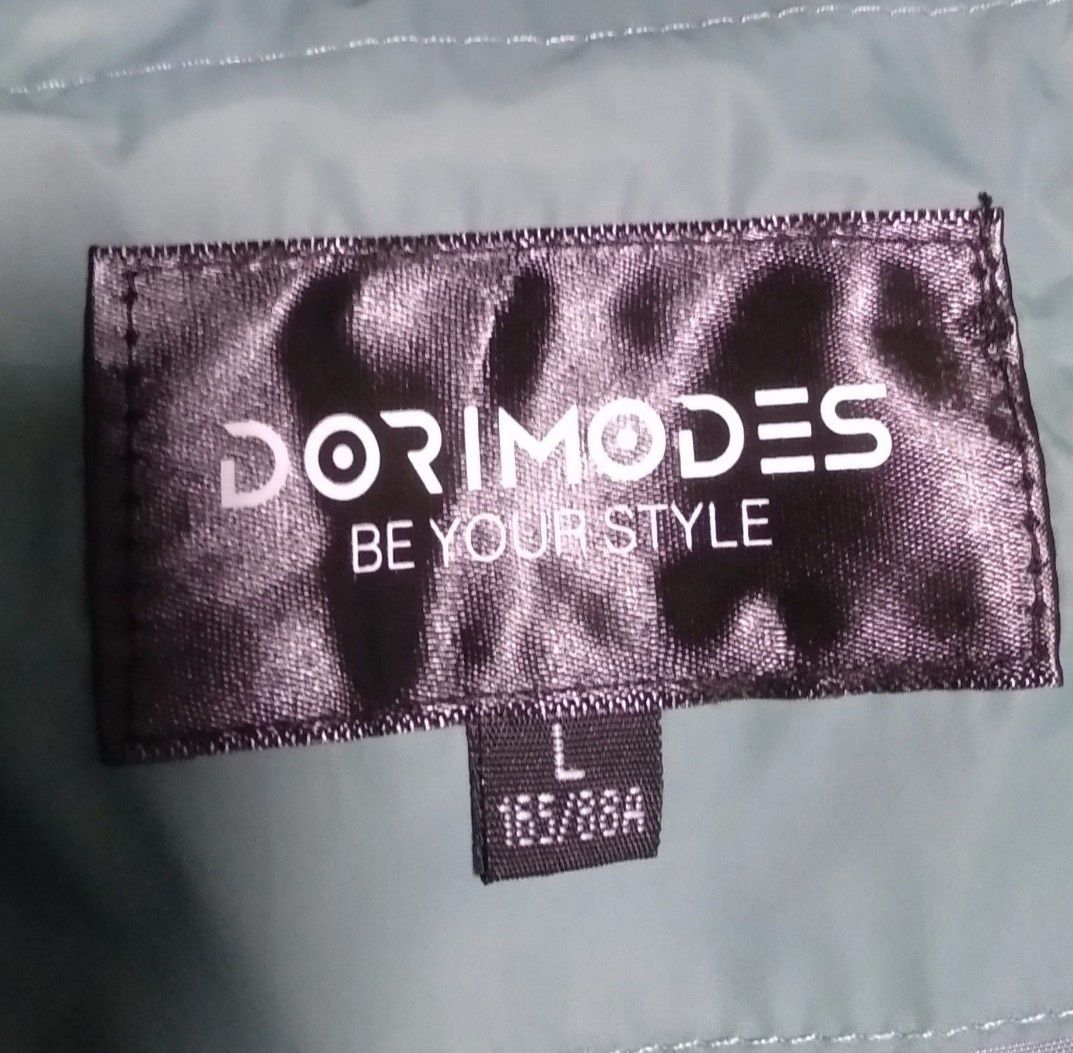 DORIMODES
BE YOUR STYLE
L
165/88A